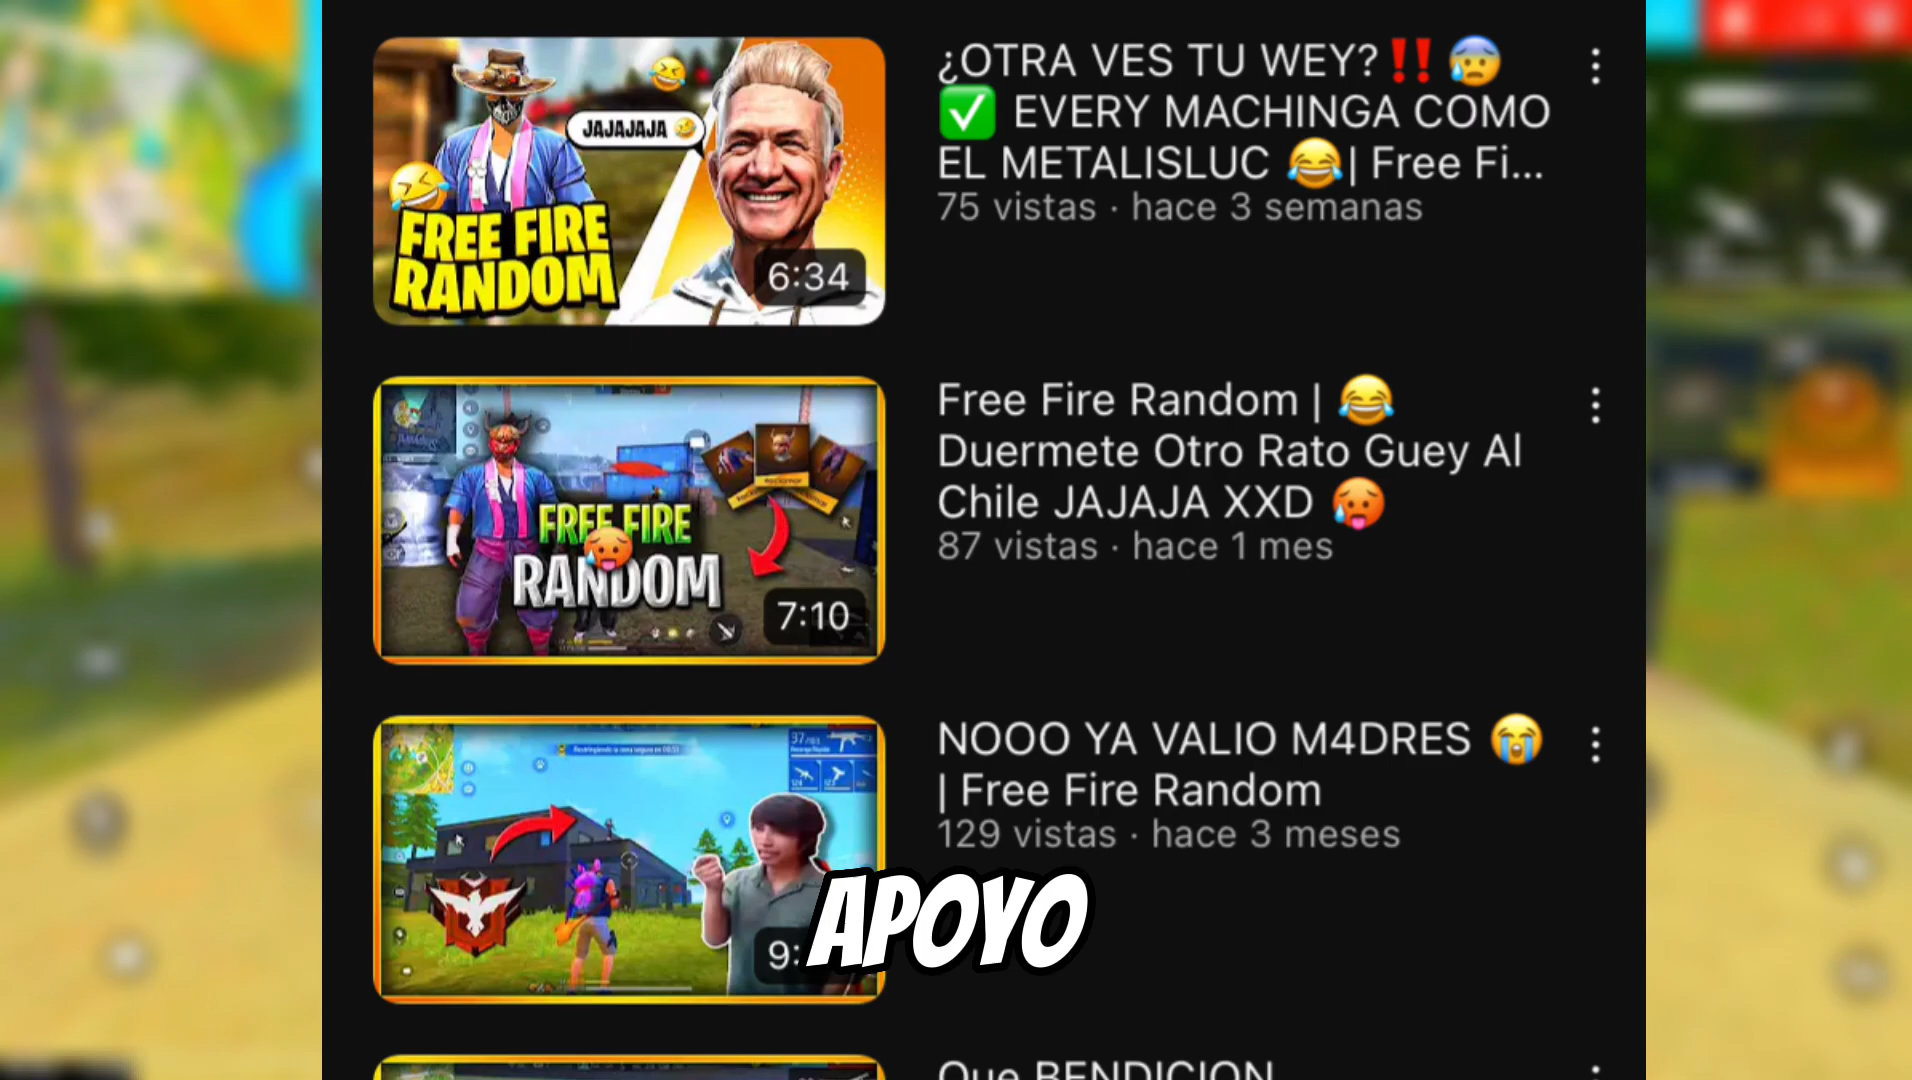 ¿OTRA VES TU WEY?‼️ 😰
✅ EVERY MACHINGA COMO
EL METALISLUC 😂| Free Fi...
75 vistas · hace 3 semanas
JAJAJAJA 🤣
FREE FIRE
RANDOM
6:34
Free Fire Random | 😂
Duermete Otro Rato Guey Al
Chile JAJAJA XXD 🥵
87 vistas · hace 1 mes
FREE FIRE
RANDOM
7:10
NOOO YA VALIO M4DRES 😭
| Free Fire Random
129 vistas · hace 3 meses
37
9:
APOYO
Que BENDICION